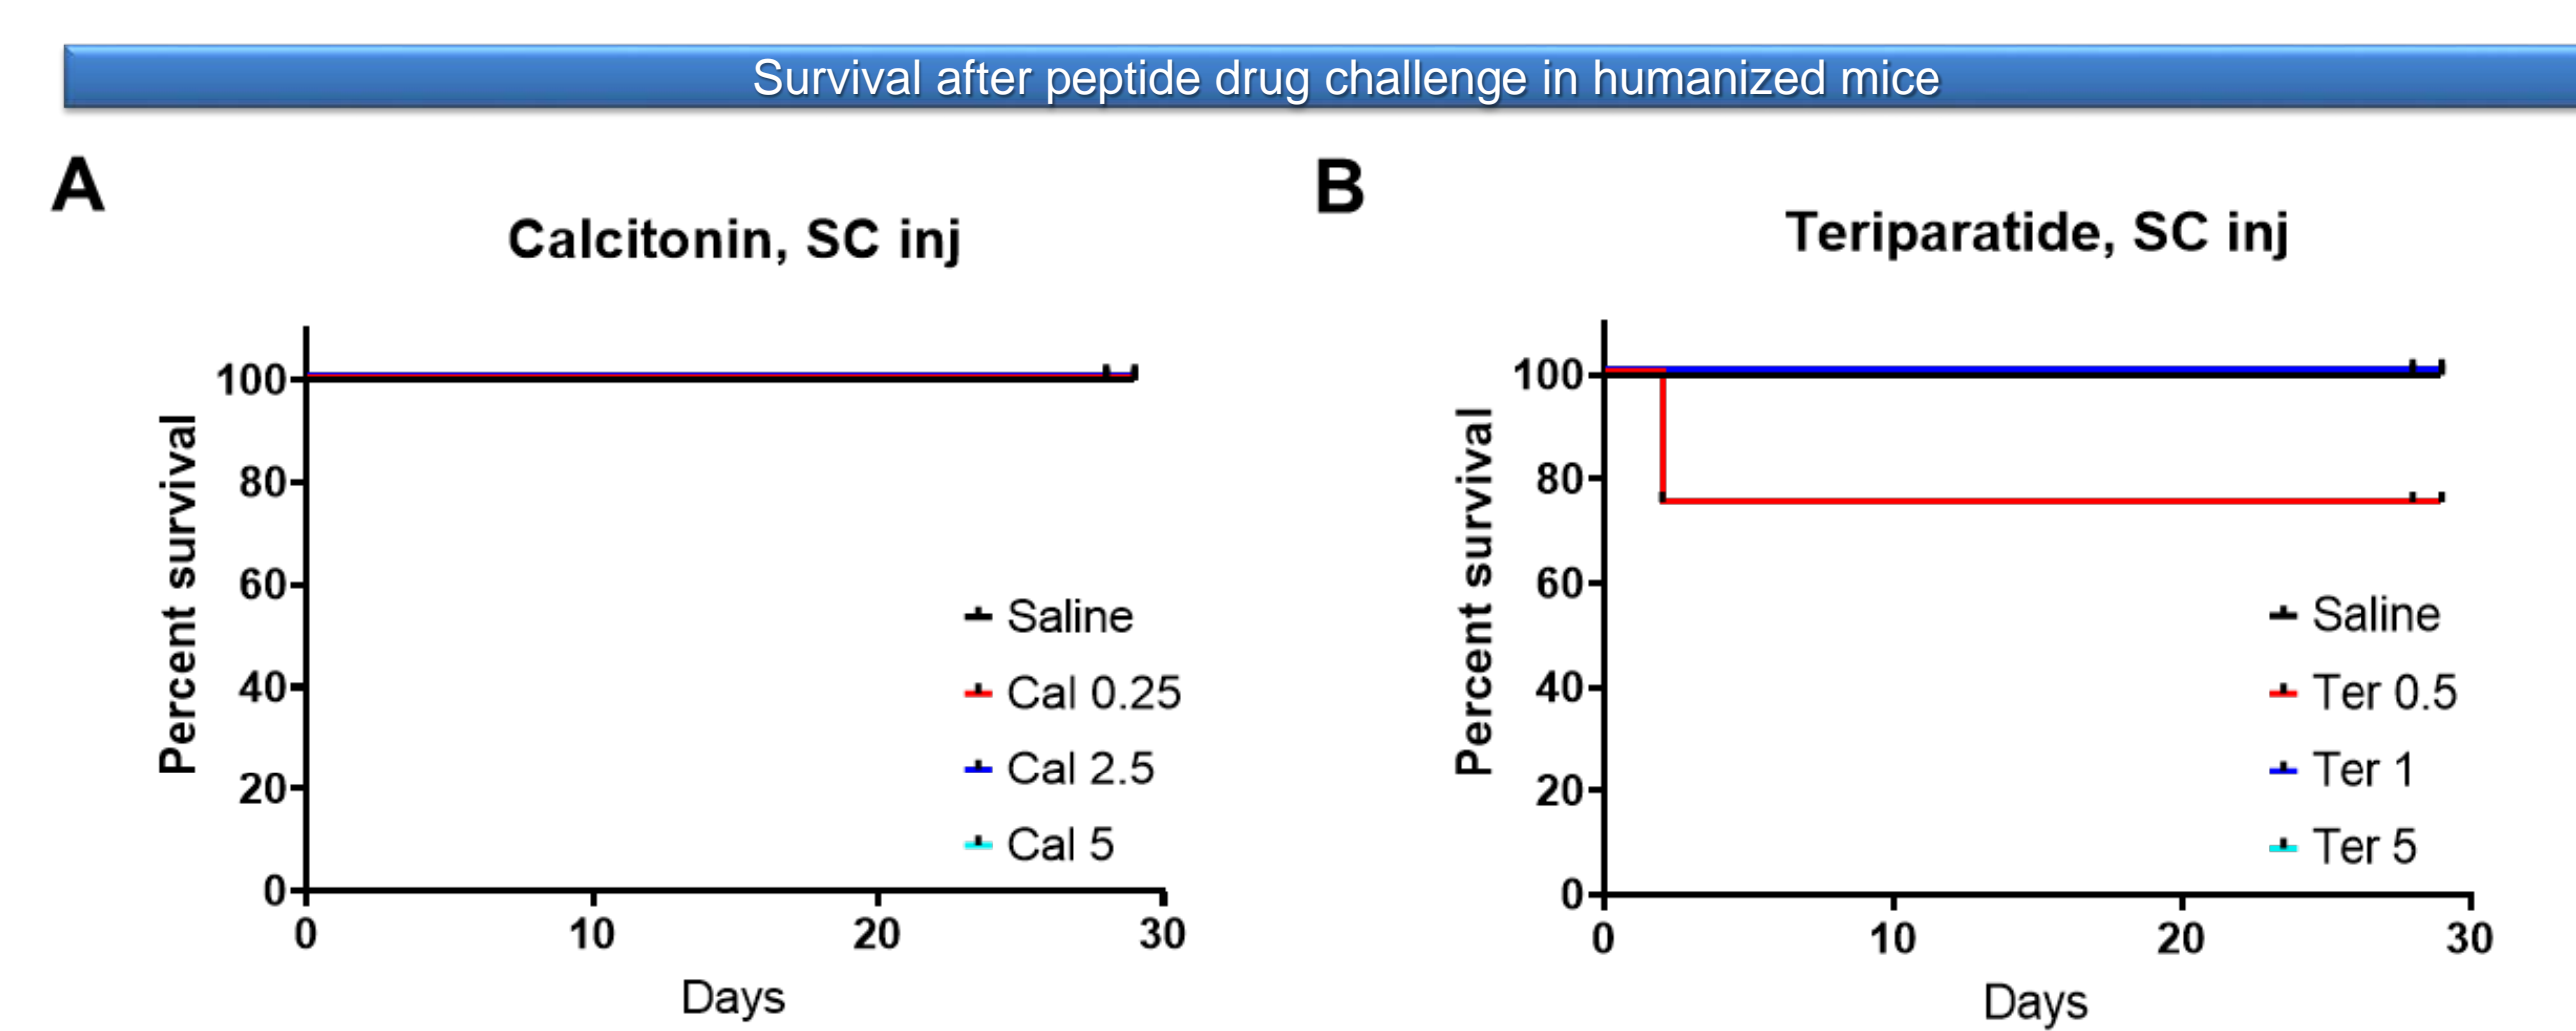 Survival after peptide drug challenge in humanized mice
A
Calcitonin, SC inj
Percent survival
100
80
60
40
20
0
0 10 20 30
Days
Saline
Cal 0.25
Cal 2.5
Cal 5
B
Teriparatide, SC inj
Percent survival
100
80
60
40
20
0
0 10 20 30
Days
Saline
Ter 0.5
Ter 1
Ter 5